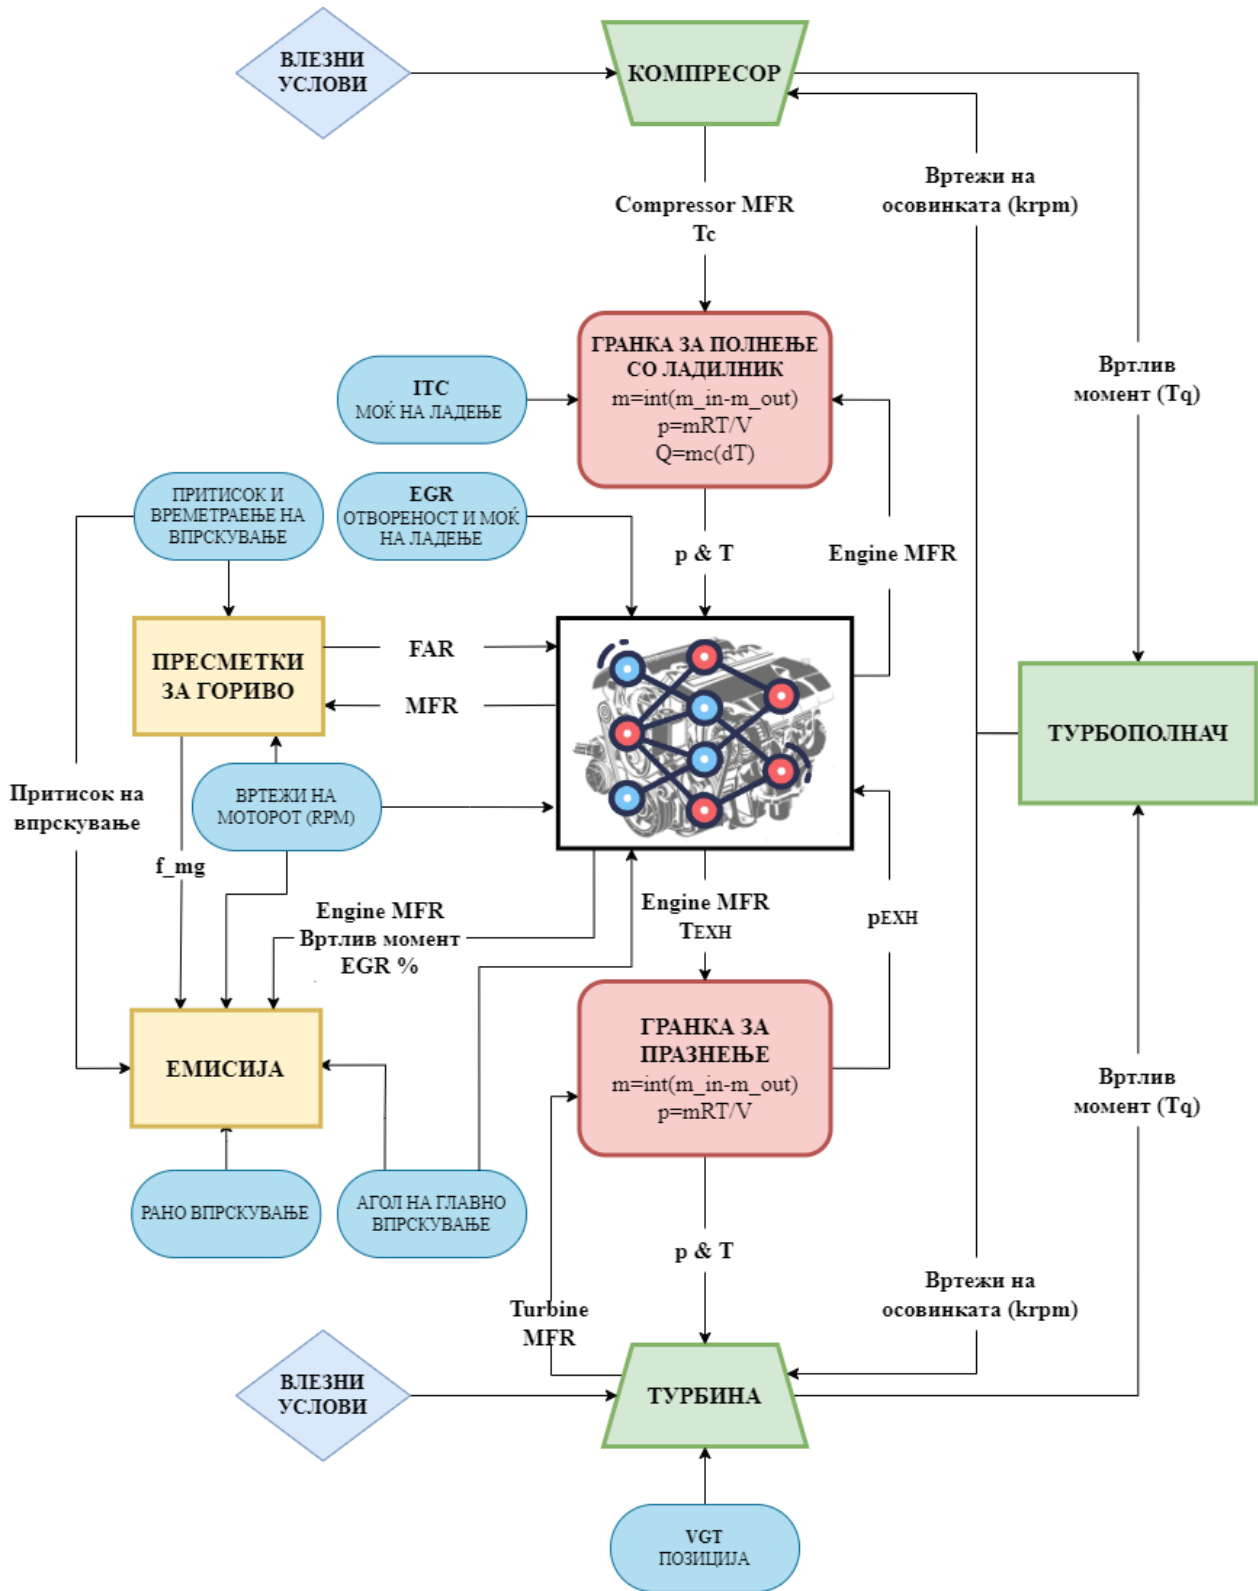 ВЛЕЗНИ
УСЛОВИ
КОМПРЕСОР
Вртежи на
осовинката (krpm)
Compressor MFR
Tc
ГРАНКА ЗА ПОЛНЕЊЕ
СО ЛАДИЛНИК
m=int(m_in-m_out)
p=mRT/V
Q=mc(dT)
ITC
МОЌ НА ЛАДЕЊЕ
Вртлив
момент (Tq)
ПРИТИСОК И
ВРЕМЕТРАЕЊЕ НА
ВПРСКУВАЊЕ
EGR
ОТВОРЕНОСТ И МОЌ
НА ЛАДЕЊЕ
p & T
Engine MFR
ПРЕСМЕТКИ
ЗА ГОРИВО
FAR
MFR
ТУРБОПОЛНАЧ
Притисок на
впрскување
ВРТЕЖИ НА
МОТОРОТ (RPM)
f_mg
Engine MFR
Вртлив момент
EGR %
Engine MFR
TEXH
pEXH
ЕМИСИЈА
ГРАНКА ЗА
ПРАЗНЕЊЕ
m=int(m_in-m_out)
p=mRT/V
Вртлив
момент (Tq)
РАНО ВПРСКУВАЊЕ
АГОЛ НА ГЛАВНО
ВПРСКУВАЊЕ
p & T
Turbine
MFR
Вртежи на
осовинката (krpm)
ВЛЕЗНИ
УСЛОВИ
ТУРБИНА
VGT
ПОЗИЦИЈА